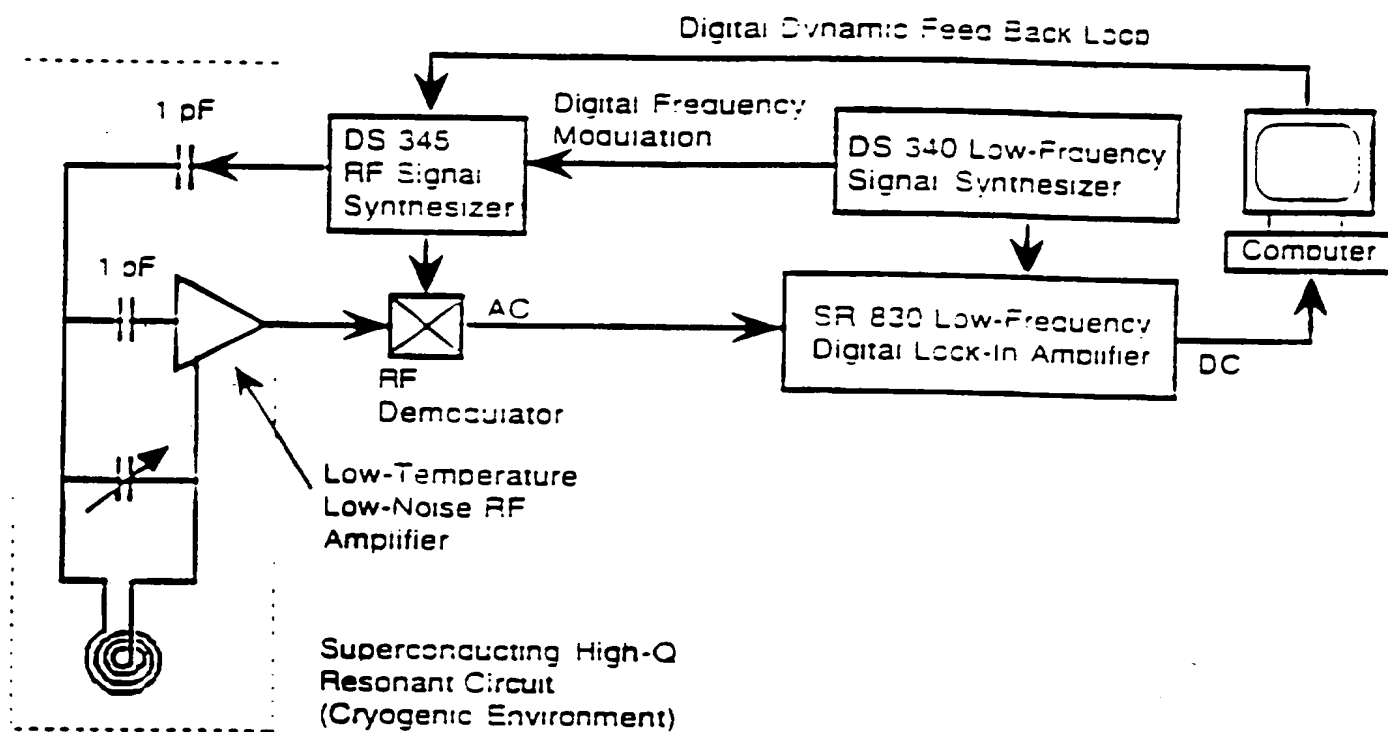 Digital Dynamic Feed Back Loop
1 pF
DS 345
RF Signal
Synthesizer
Digital Frequency
Modulation
DS 340 Low-Frquency
Signal Synthesizer
Computer
1 pF
AC
SR 830 Low-Frequency
Digital Lock-In Amplifier
DC
RF
Demodulator
Low-Temperature
Low-Noise RF
Amplifier
Superconducting High-Q
Resonant Circuit
(Cryogenic Environment)